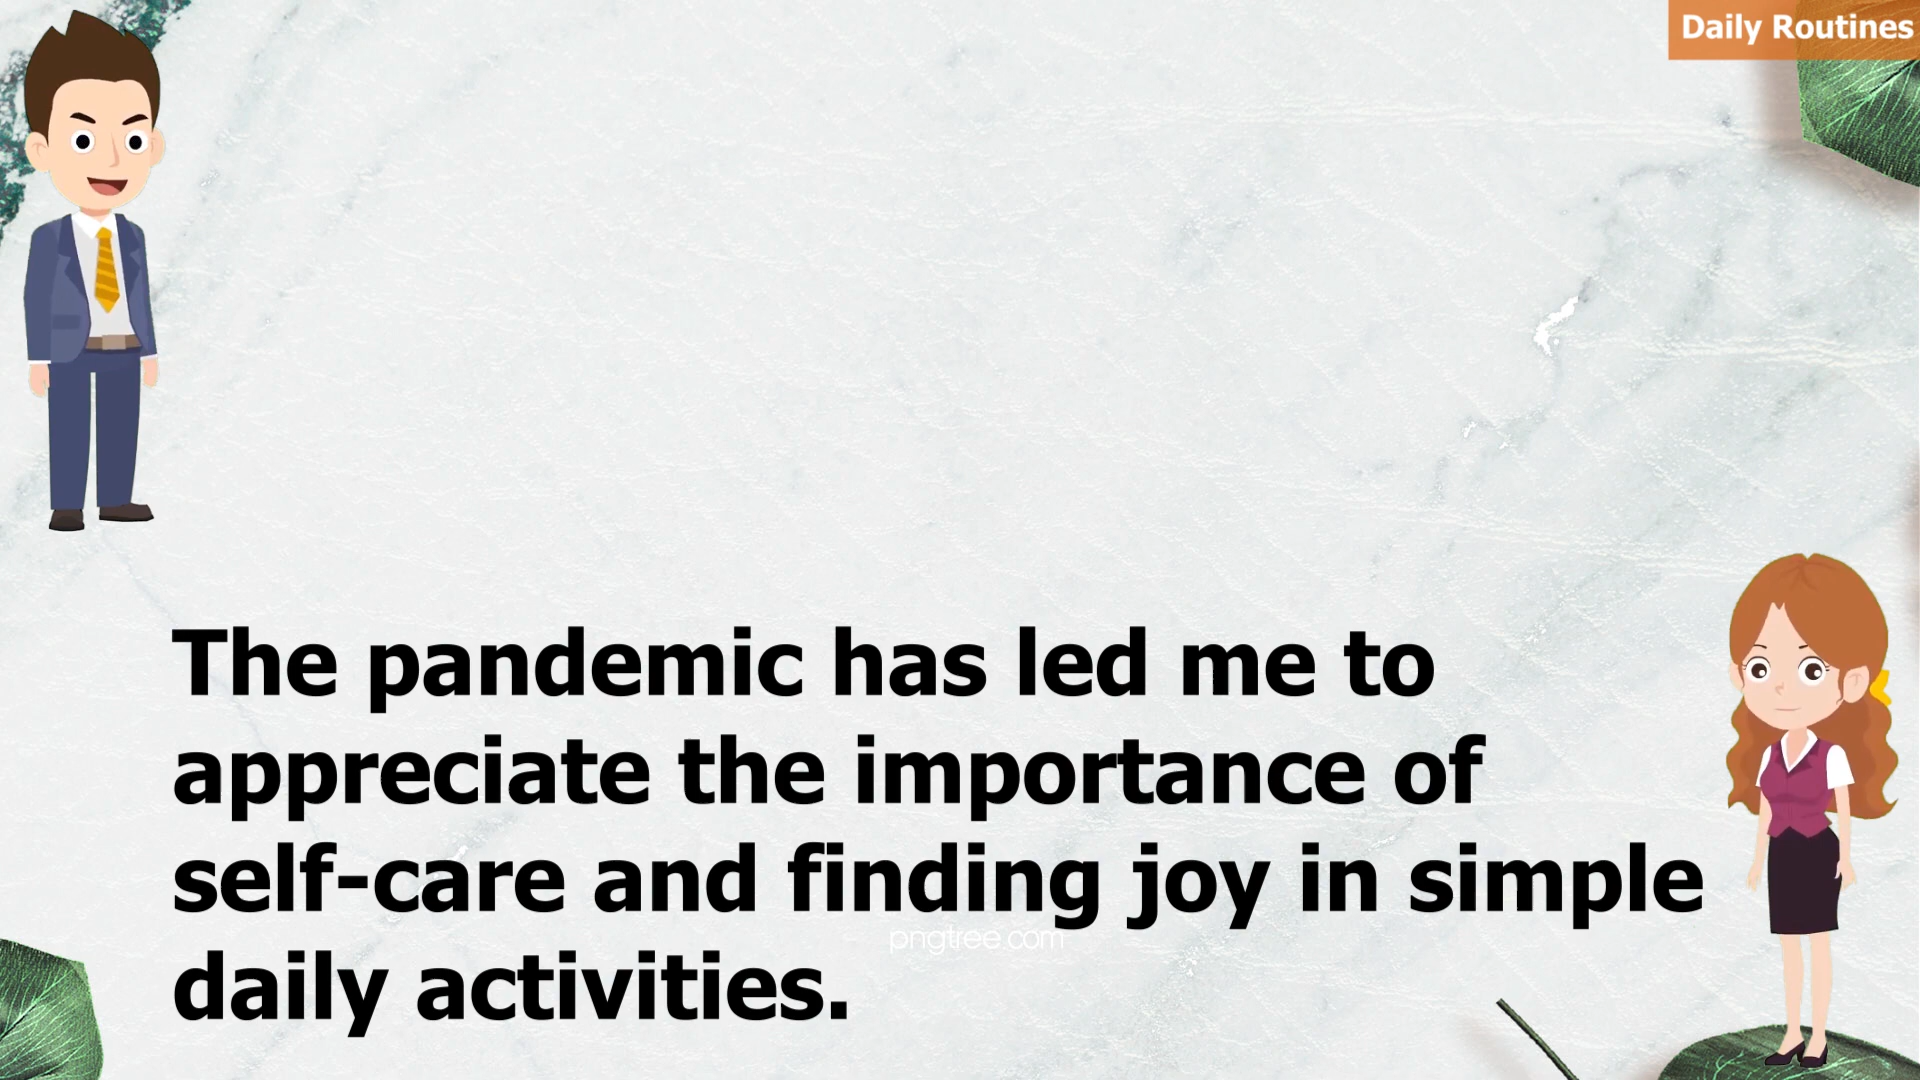 Daily Routines
The pandemic has led me to
appreciate the importance of
self-care and finding joy in simple
pngtree.com
daily activities.